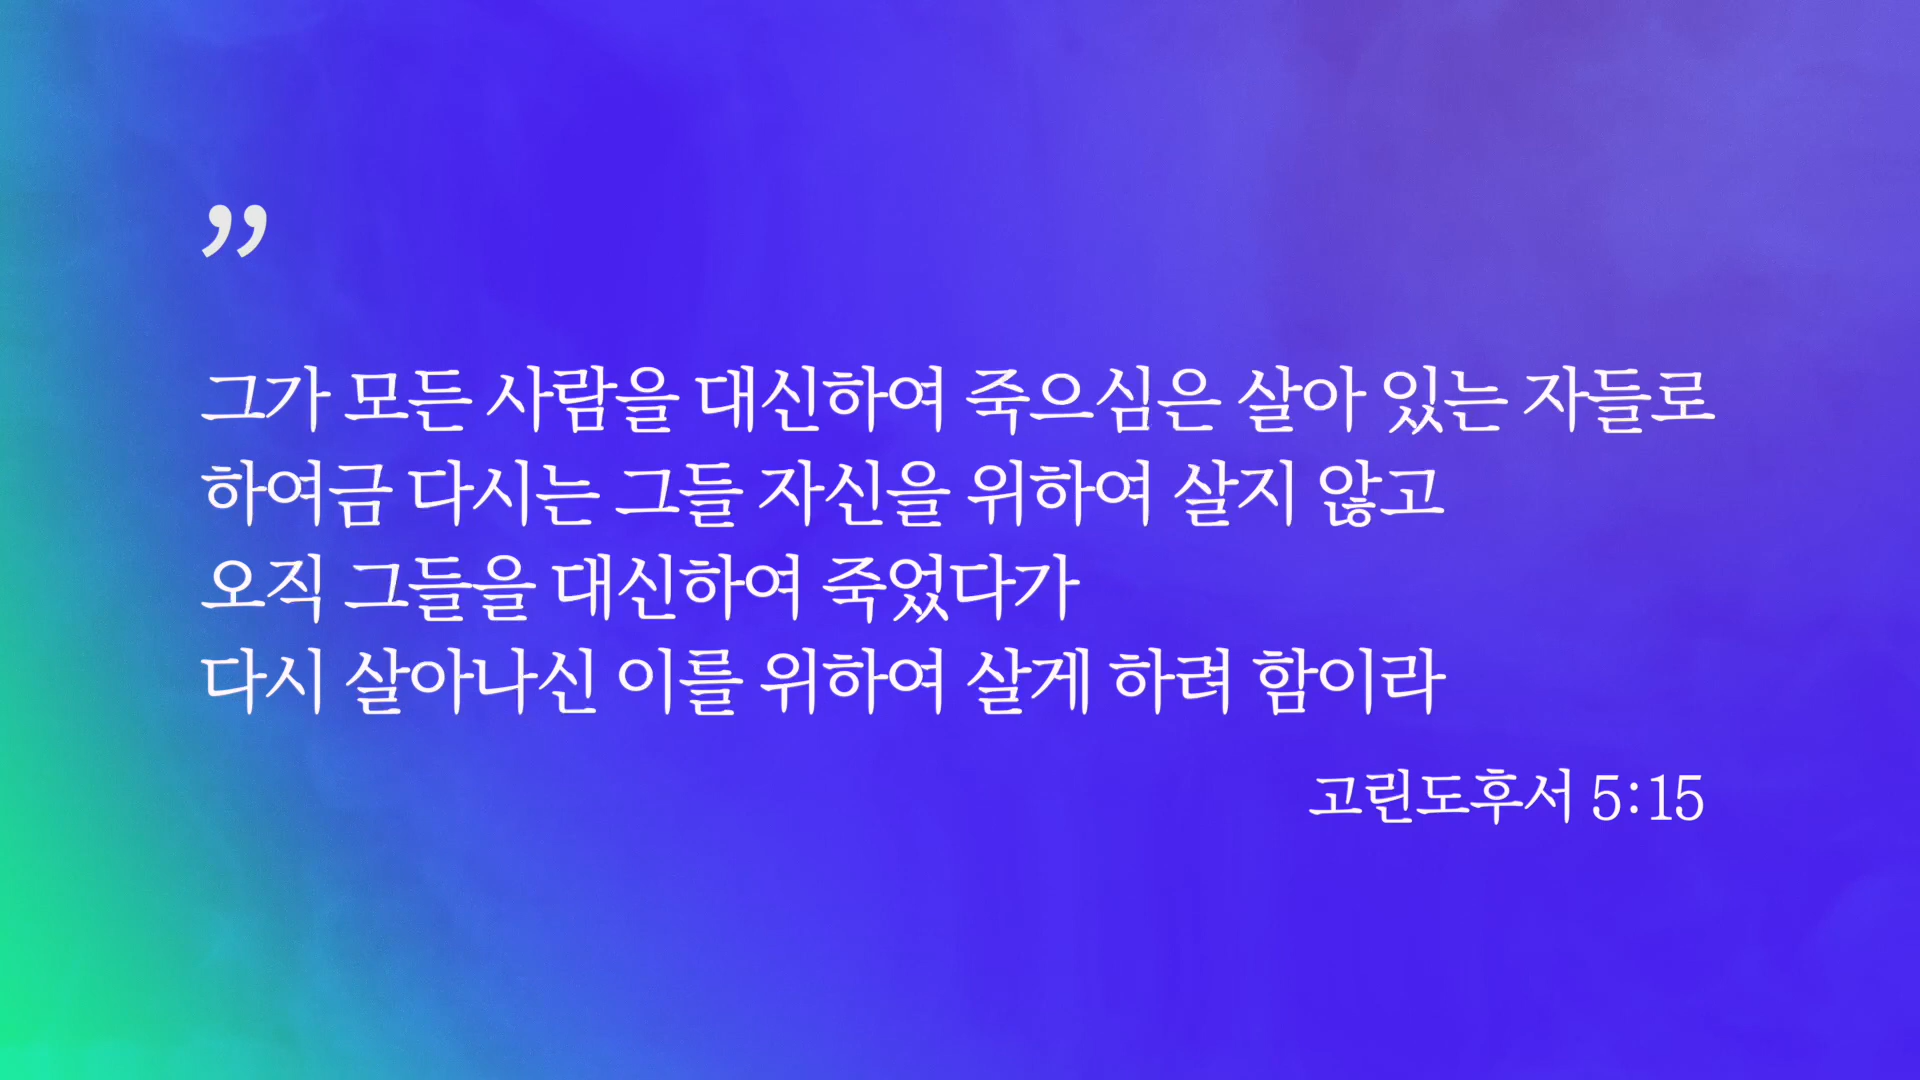 ”
그가 모든 사람을 대신하여 죽으심은 살아 있는 자들로
하여금 다시는 그들 자신을 위하여 살지 않고
오직 그들을 대신하여 죽었다가
다시 살아나신 이를 위하여 살게 하려 함이라
고린도후서 5:15